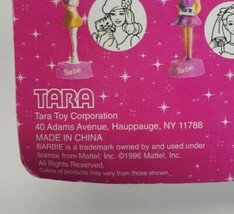 Barbie
Barbie
TARA
Tara Toy Corporation
40 Adams Avenue, Hauppauge, NY 11788
MADE IN CHINA
BARBIE is a trademark owned by and used under
license from Mattel, Inc. ©1996 Mattel, Inc.
All Rights Reserved.
Colors of products may vary from those shown.